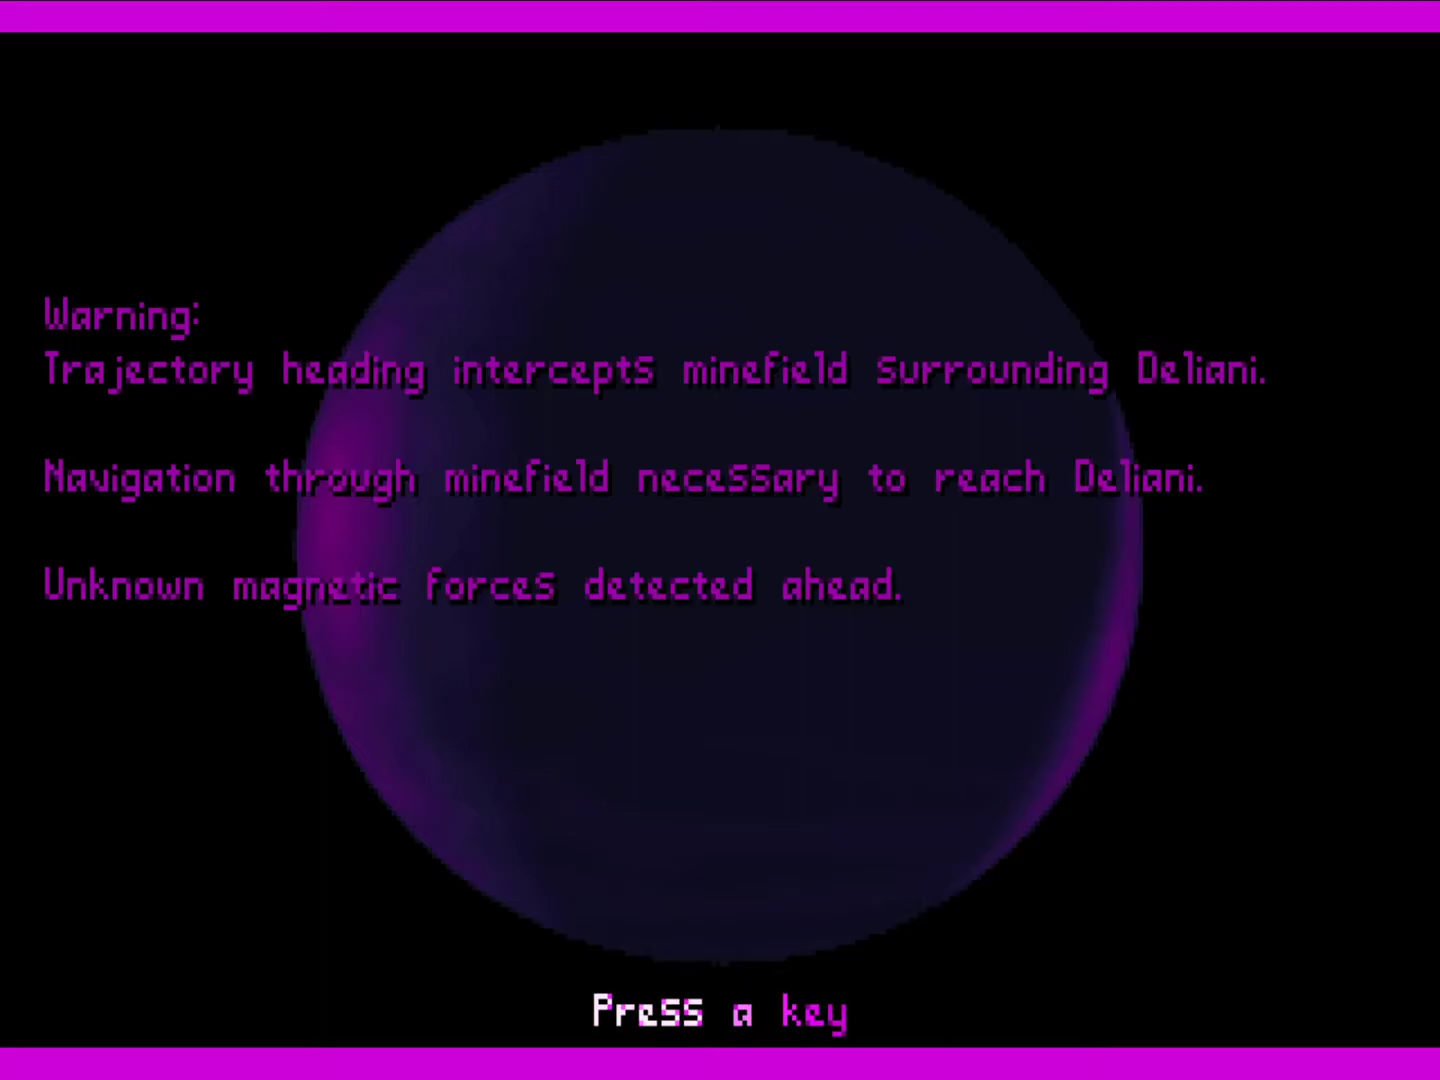 Warning:
Trajectory heading intercepts minefield surrounding Deliani.
Navigation through minefield necessary to reach Deliani.
Unknown magnetic forces detected ahead.
Press a key